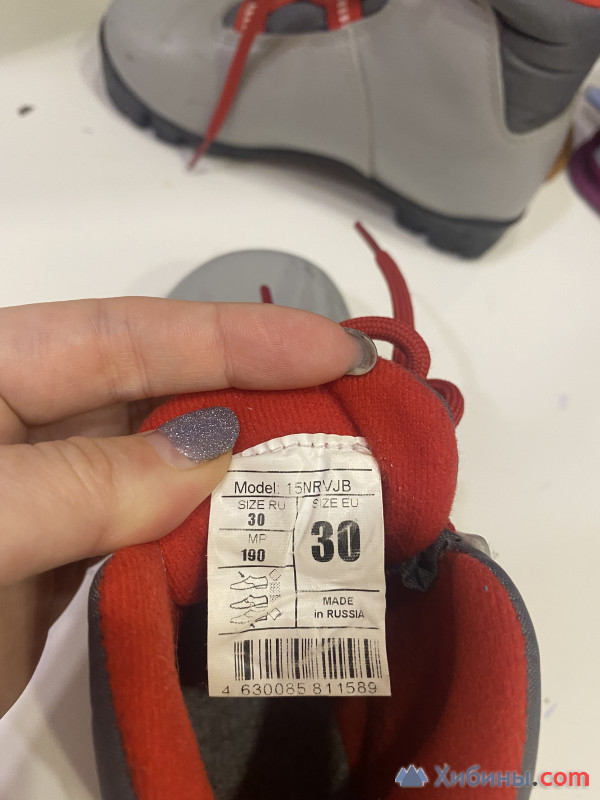 Model: 15NRVJB
SIZE RU
30
MP
190
SIZE EU
30
MADE
in RUSSIA
4 630085 811589
Хибины.com